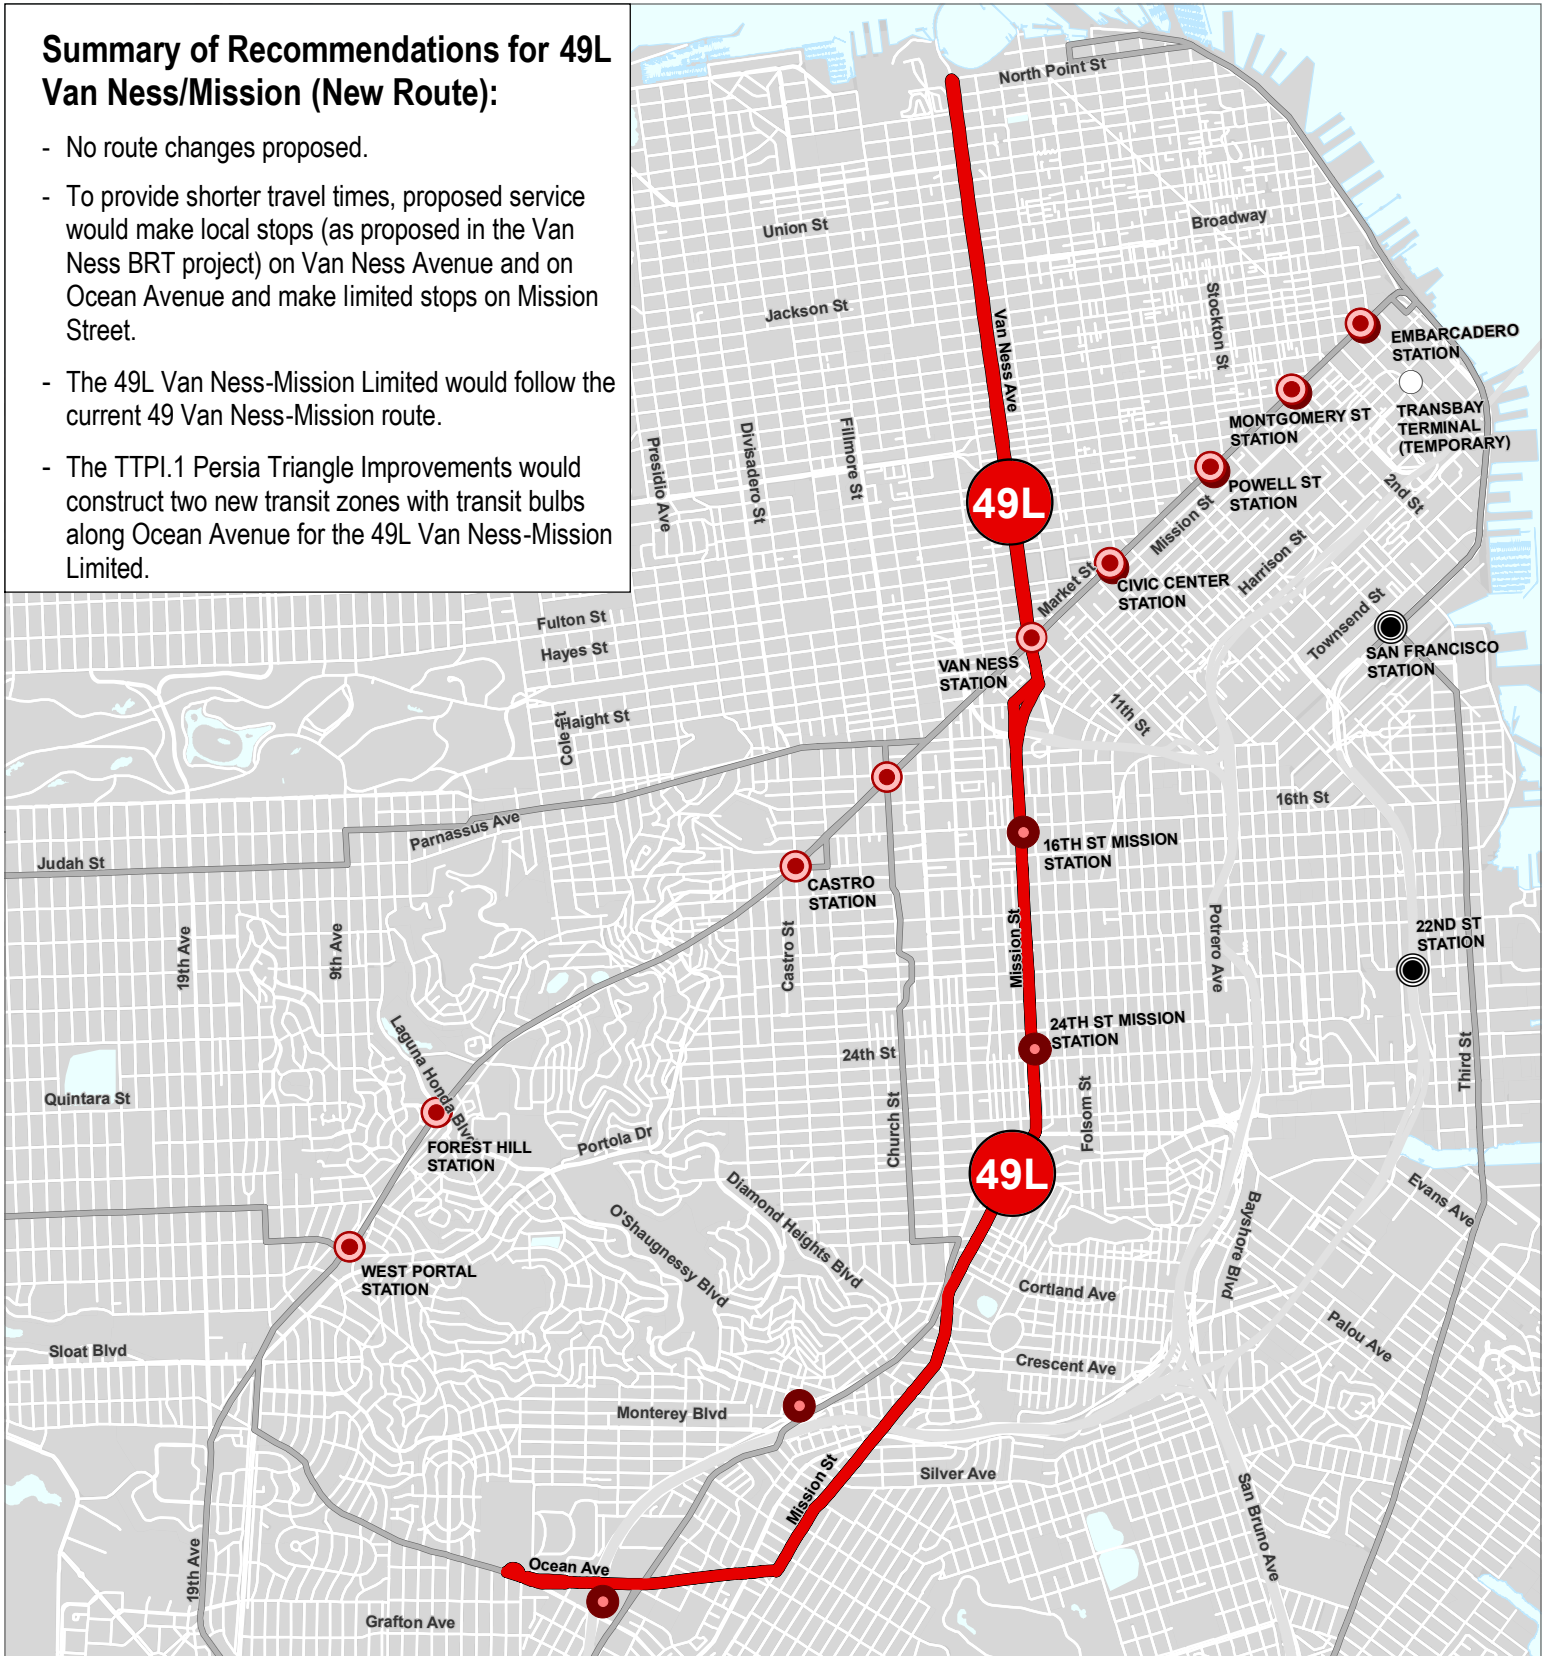 Summary of Recommendations for 49L
Van Ness/Mission (New Route):
- No route changes proposed.
- To provide shorter travel times, proposed service
would make local stops (as proposed in the Van
Ness BRT project) on Van Ness Avenue and on
Ocean Avenue and make limited stops on Mission
Street.
- The 49L Van Ness-Mission Limited would follow the
current 49 Van Ness-Mission route.
- The TTPI.1 Persia Triangle Improvements would
construct two new transit zones with transit bulbs
along Ocean Avenue for the 49L Van Ness-Mission
Limited.
North Point St
Union St
Broadway
Jackson St
Stockton St
Van Ness Ave
EMBARCADERO
STATION
TRANSBAY
TERMINAL
(TEMPORARY)
MONTGOMERY ST
STATION
Presidio Ave
Divisadero St
Fillmore St
POWELL ST
STATION
2nd St
49L
Mission St
Harrison St
Market St
CIVIC CENTER
STATION
Townsend St
Fulton St
Hayes St
VAN NESS
STATION
SAN FRANCISCO
STATION
Haight St
Cole St
11th St
16th St
Parnassus Ave
Judah St
16TH ST MISSION
STATION
CASTRO
STATION
19th Ave
9th Ave
Castro St
Mission St
Potrero Ave
22ND ST
STATION
24TH ST MISSION
STATION
Laguna Honda Blvd
24th St
Third St
Quintara St
Folsom St
Church St
FOREST HILL
STATION
Portola Dr
49L
Diamond Heights Blvd
O'Shaugnessy Blvd
Bayshore Blvd
Evans Ave
WEST PORTAL
STATION
Cortland Ave
Palou Ave
Sloat Blvd
Crescent Ave
Monterey Blvd
Silver Ave
Mission St
San Bruno Ave
19th Ave
Ocean Ave
Grafton Ave